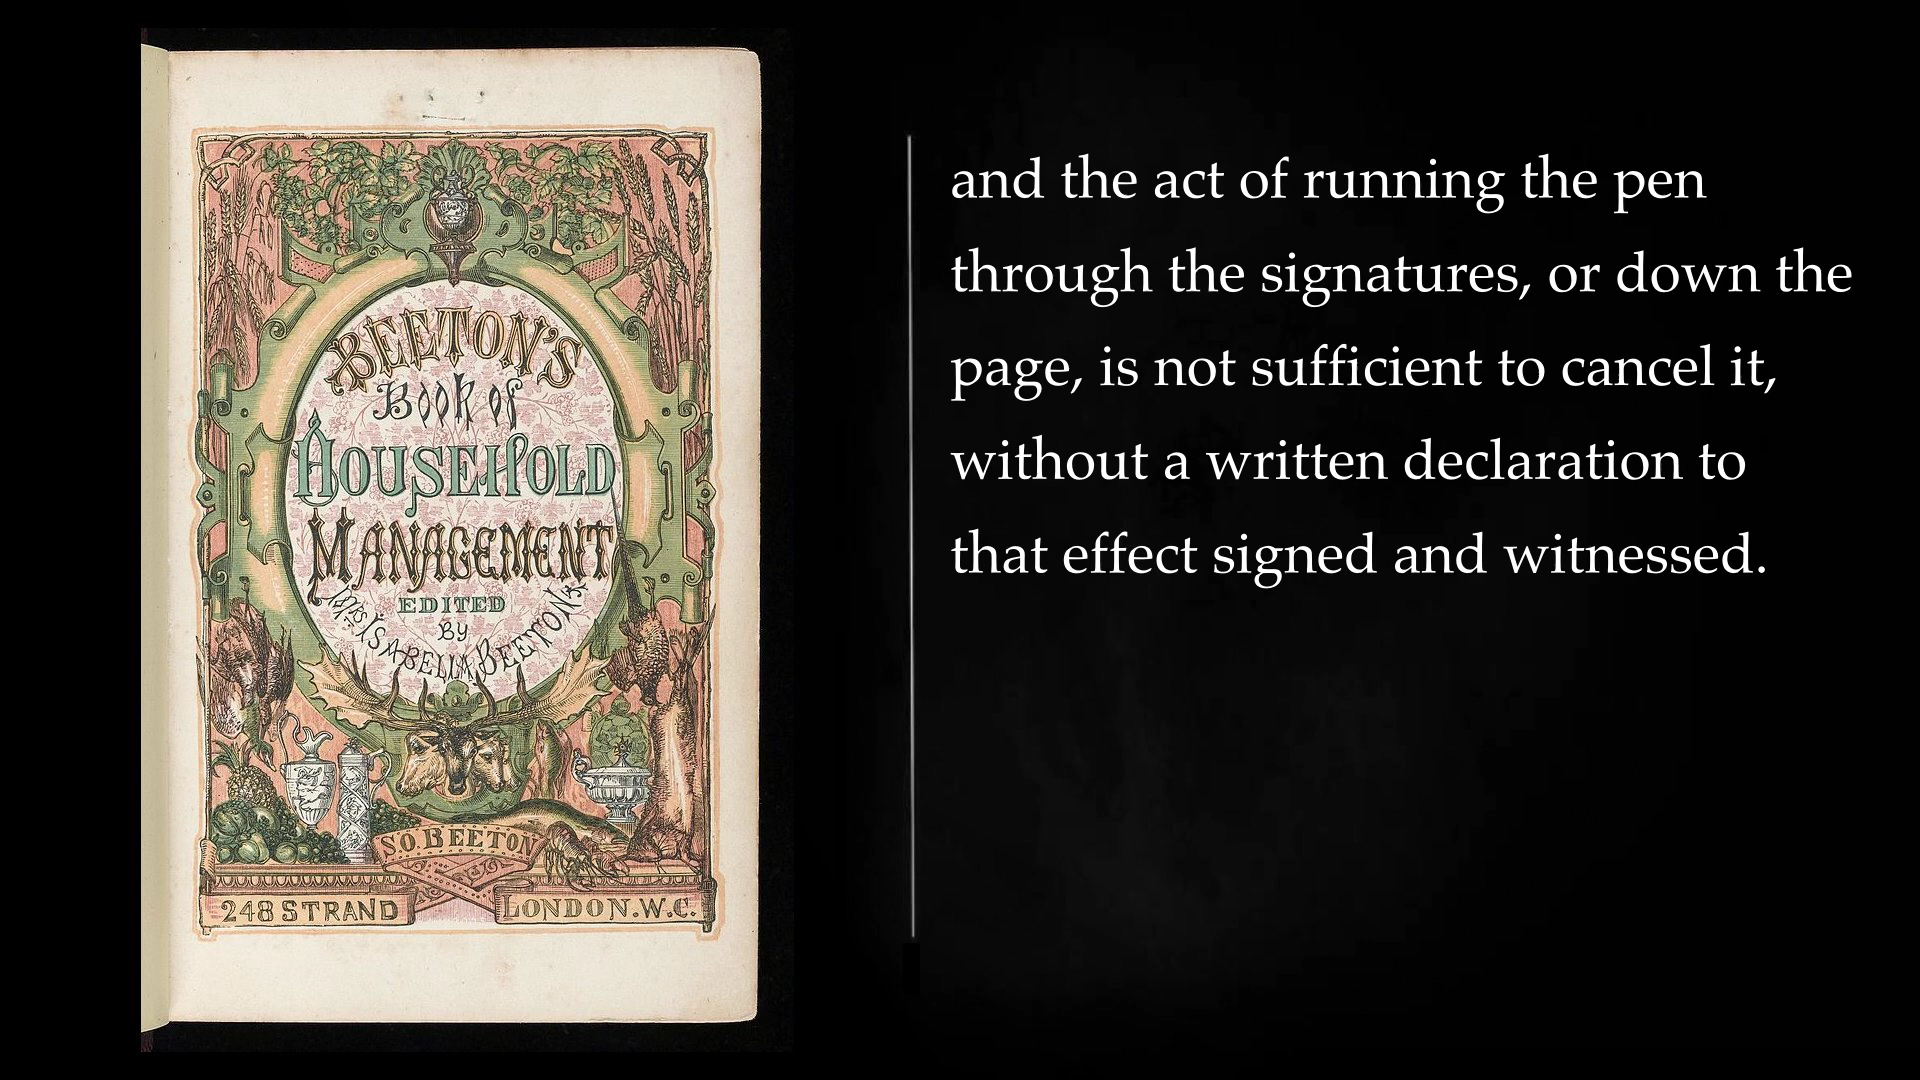 BEETON'S
Book of
HOUSEHOLD
MANAGEMENT
EDITED
BY
MRS ISABELLA BEETON
S.O. BEETON
248 STRAND
LONDON. W.C.
and the act of running the pen
through the signatures, or down the
page, is not sufficient to cancel it,
without a written declaration to
that effect signed and witnessed.